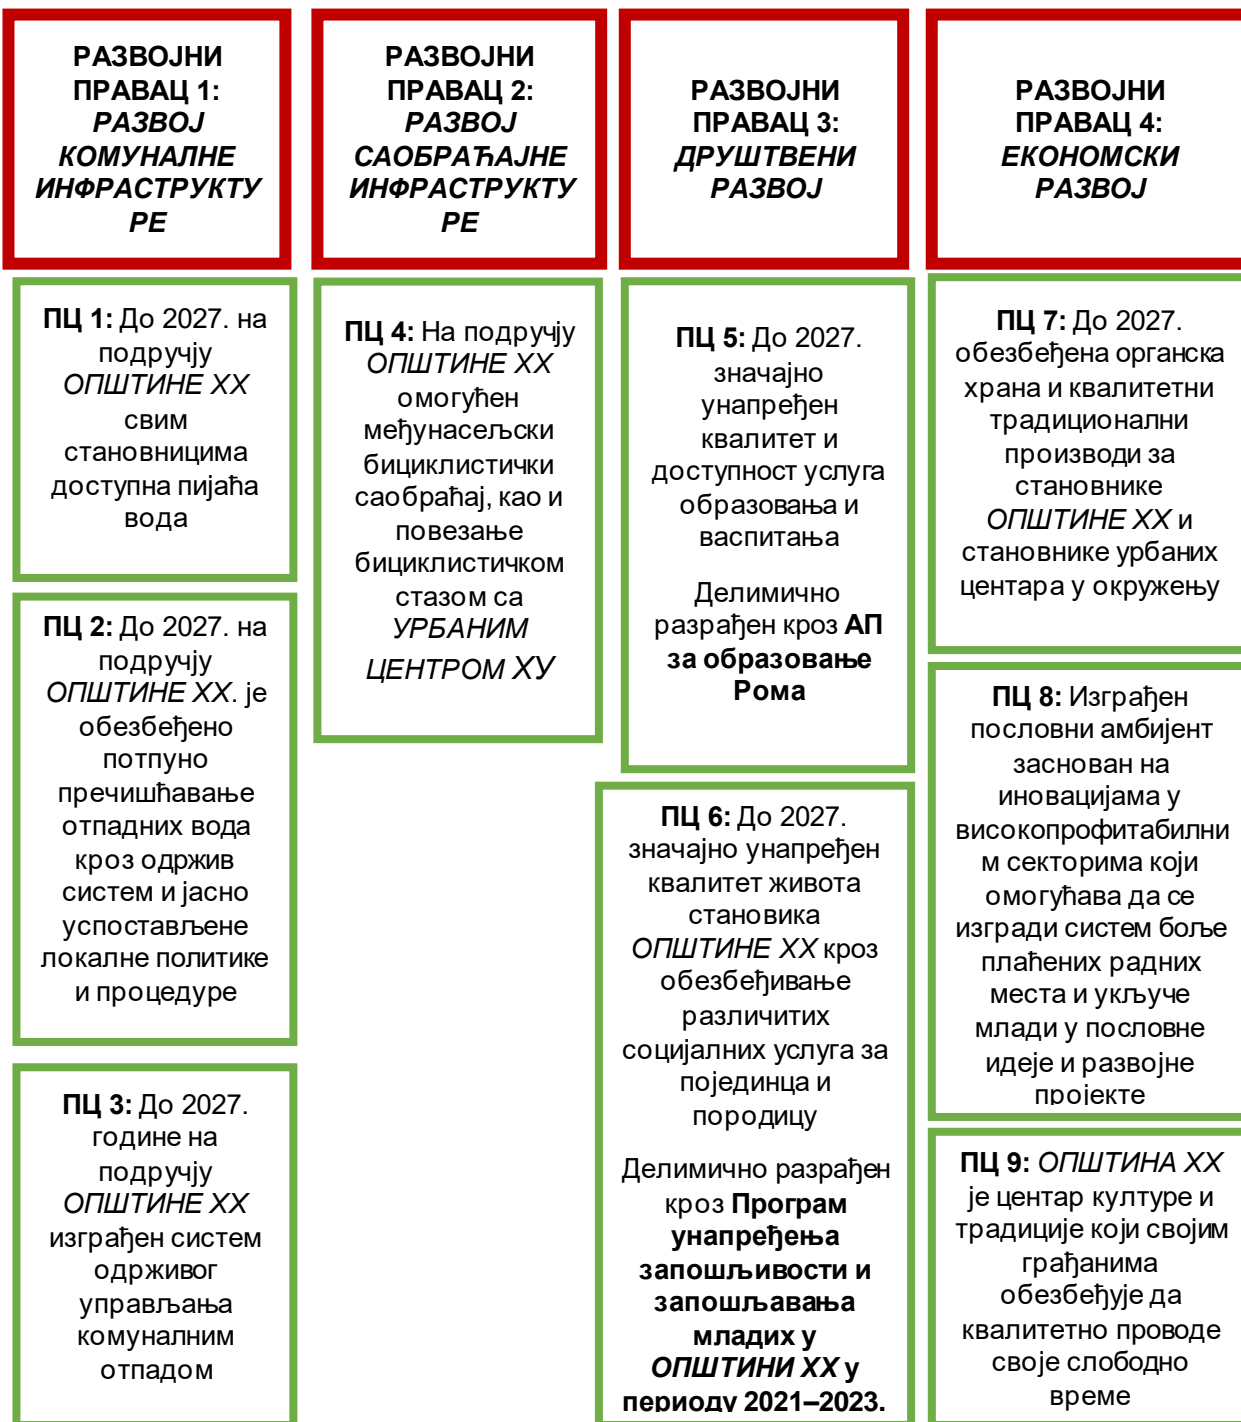 РАЗВОЈНИ
ПРАВАЦ 1:
РАЗВОЈ
КОМУНАЛНЕ
ИНФРАСТРУКТУ
РЕ
РАЗВОЈНИ
ПРАВАЦ 2:
РАЗВОЈ
САОБРАЋАЈНЕ
ИНФРАСТРУКТУ
РЕ
РАЗВОЈНИ
ПРАВАЦ 3:
ДРУШТВЕНИ
РАЗВОЈ
РАЗВОЈНИ
ПРАВАЦ 4:
ЕКОНОМСКИ
РАЗВОЈ
ПЦ 1: До 2027. на
подручју
ОПШТИНЕ XX
свим
становницима
доступна пијаћа
вода
ПЦ 2: До 2027. на
подручју
ОПШТИНЕ XX. је
обезбеђено
потпуно
пречишћавање
отпадних вода
кроз одржив
систем и јасно
успостављене
локалне политике
и процедуре
ПЦ 3: До 2027.
године на
подручју
ОПШТИНЕ XX
изграђен систем
одрживог
управљања
комуналним
отпадом
ПЦ 4: На подручју
ОПШТИНЕ XX
омогућен
међунасељски
бициклистички
саобраћај, као и
повезање
бициклистичком
стазом са
УРБАНИМ
ЦЕНТРОМ ХУ
ПЦ 5: До 2027.
значајно
унапређен
квалитет и
доступност услуга
образовања и
васпитања
Делимично
разрађен кроз АП
за образовање
Рома
ПЦ 6: До 2027.
значајно унапређен
квалитет живота
становика
ОПШТИНЕ XX кроз
обезбеђивање
различитих
социјалних услуга за
појединца и
породицу
Делимично разрађен
кроз Програм
унапређења
запошљивости и
запошљавања
младих у
ОПШТИНИ XX у
периоду 2021–2023.
ПЦ 7: До 2027.
обезбеђена органска
храна и квалитетни
традиционални
производи за
становнике
ОПШТИНЕ XX и
становнике урбаних
центара у окружењу
ПЦ 8: Изграђен
пословни амбијент
заснован на
иновацијама у
високопрофитабилни
м секторима који
омогућава да се
изгради систем боље
плаћених радних
места и укључе
млади у пословне
идеје и развојне
пројекте
ПЦ 9: ОПШТИНА XX
је центар културе и
традиције који својим
грађанима
обезбеђује да
квалитетно проводе
своје слободно
време